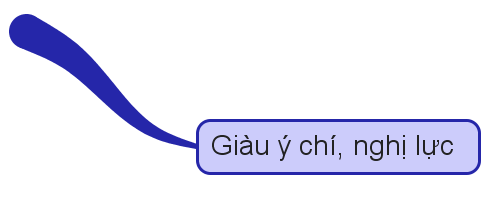 Giàu ý chí, nghị lực